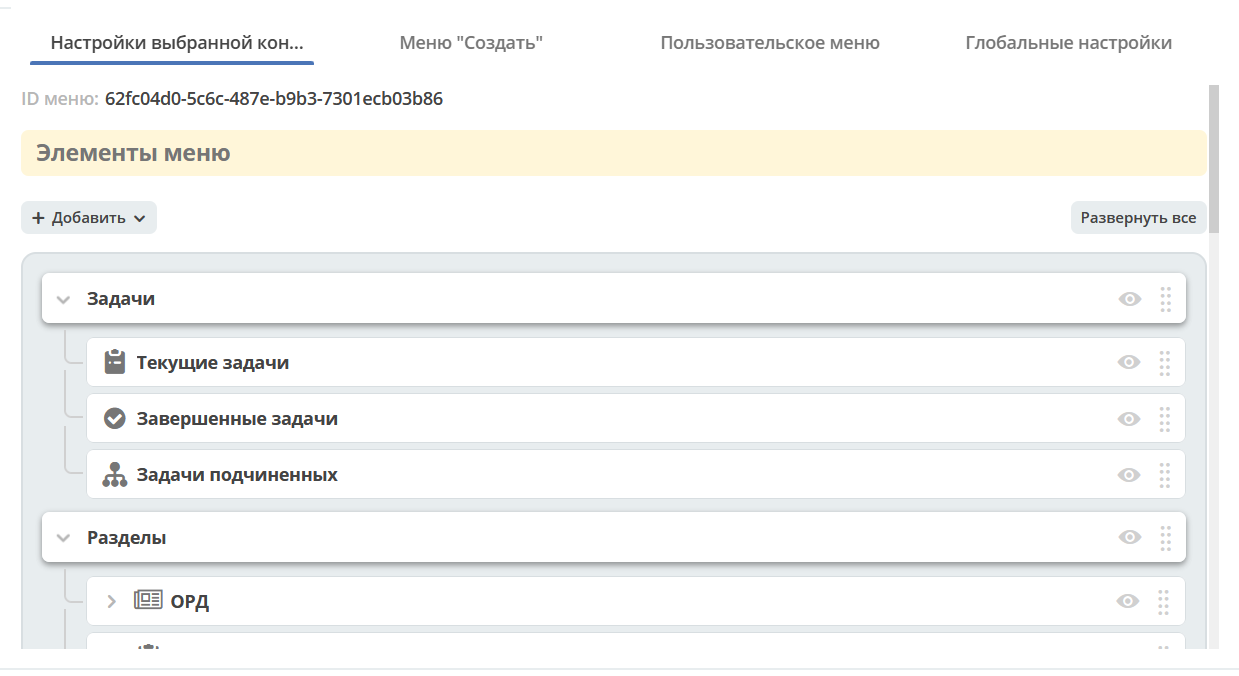 Настройки выбранной кон...
Меню "Создать"
Пользовательское меню
Глобальные настройки
ID меню: 62fc04d0-5c6c-487e-b9b3-7301ecb03b86
Элементы меню
+ Добавить
Развернуть все
Задачи
Текущие задачи
Завершенные задачи
Задачи подчиненных
Разделы
ОРД